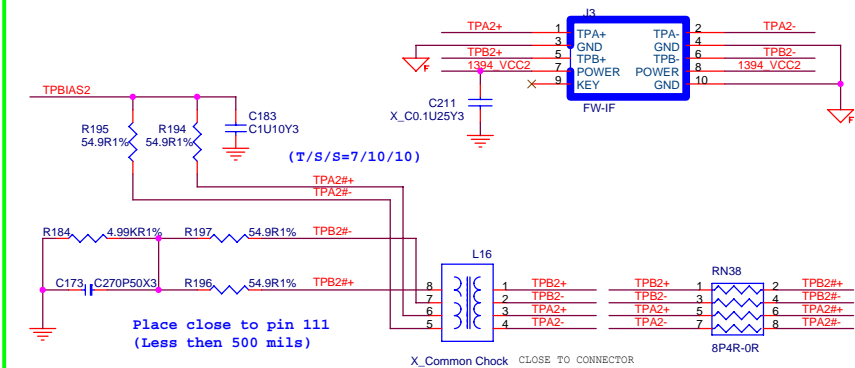 J3
TPA2+ 1 TPA+ TPA- 2 TPA2-
3 GND GND 4
TPB2+ 5 TPB+ TPB- 6 TPB2-
1394_VCC2 7 POWER POWER 8 1394_VCC2
9 KEY GND 10
FW-IF
F
F
C211
X_C0.1U25Y3
TPBIAS2
R195
54.9R1%
R194
54.9R1%
C183
C1U10Y3
(T/S/S=7/10/10)
TPA2#+
TPA2#-
R184 4.99KR1% R197 54.9R1% TPB2#-
C173 C270P50X3 R196 54.9R1% TPB2#+
Place close to pin 111
(Less then 500 mils)
L16
8 1 TPB2+
7 2 TPB2-
6 3 TPA2+
5 4 TPA2-
X_Common Chock CLOSE TO CONNECTOR
RN38
TPB2+ 1 2 TPB2#+
TPB2- 3 4 TPB2#-
TPA2+ 5 6 TPA2#+
TPA2- 7 8 TPA2#-
8P4R-0R